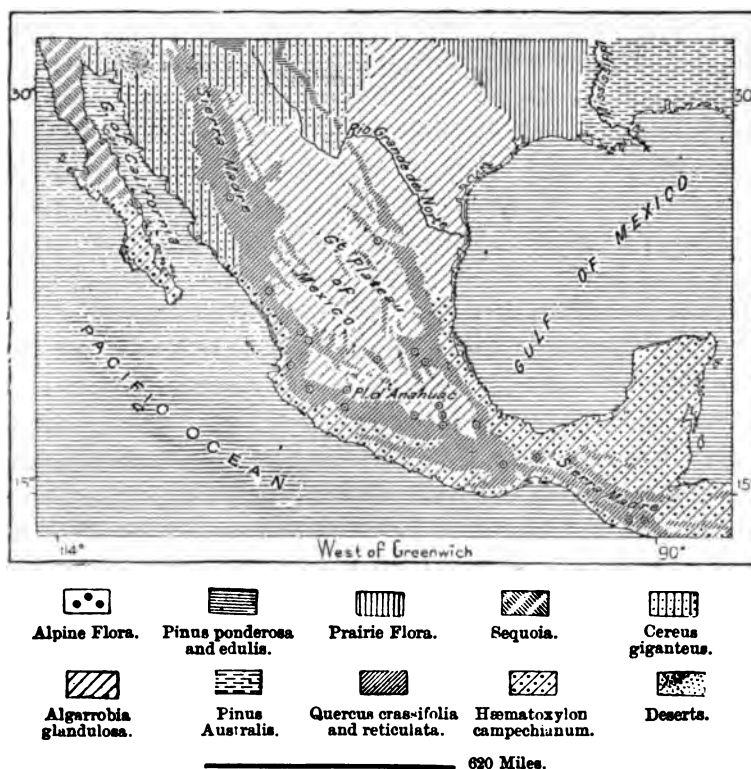 30
30
Sierra Madre
G. of California
Rio Grande del Norte
Gt. Plateau
of
Mexico
GULF OF MEXICO
PACIFIC OCEAN
Pl.o Anahuac
Sierra Madre
15°
15
114°
West of Greenwich
90°
Alpine Flora.
Pinus ponderosa
and edulis.
Prairie Flora.
Sequoia.
Cereus
giganteus.
Algarrobia
glandulosa.
Pinus
Australis.
Quercus crassifolia
and reticulata.
Hæmatoxylon
campechianum.
Deserts.
620 Miles.